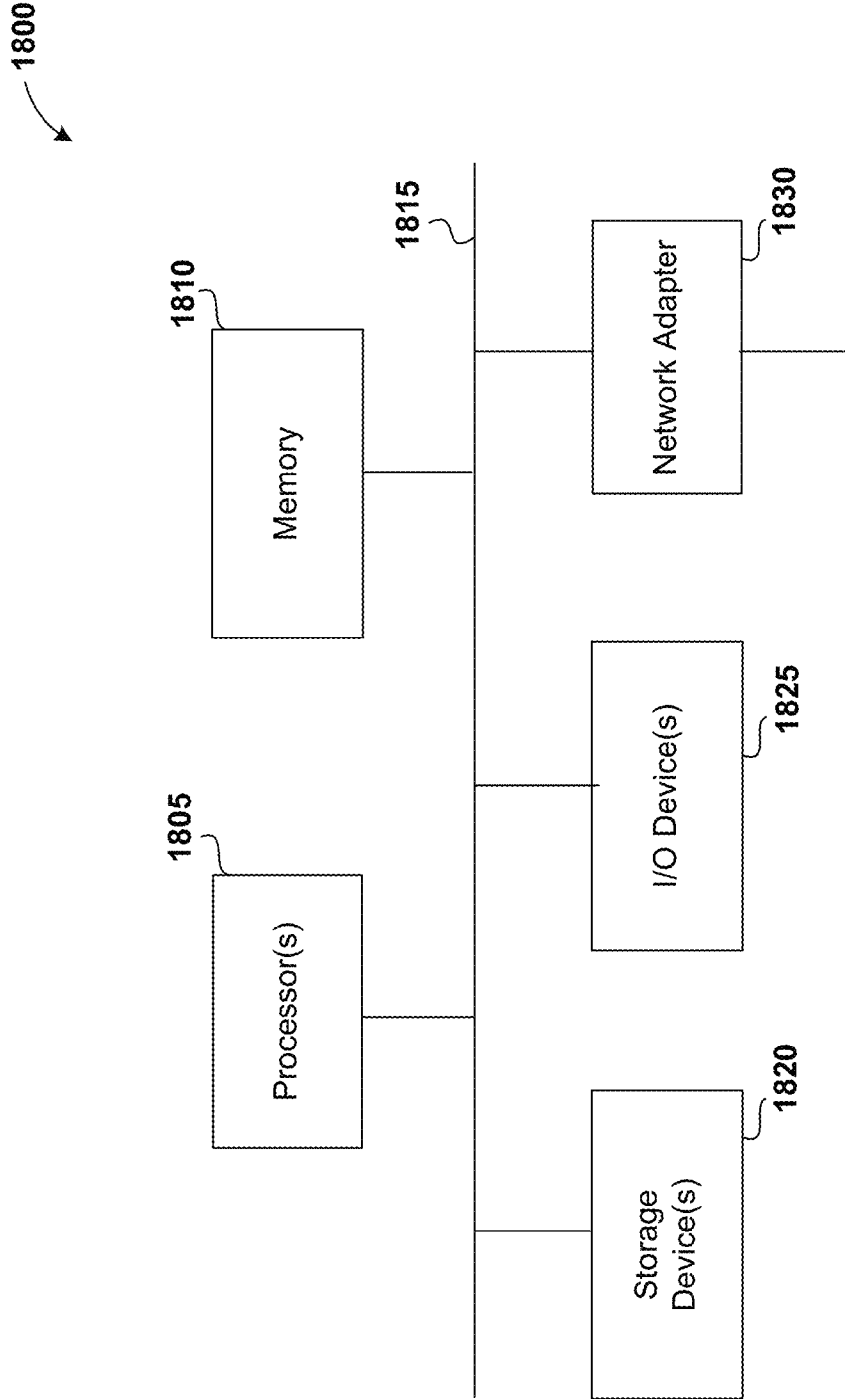 1800
1805
Processor(s)
1810
Memory
1815
Storage
Device(s)
1820
I/O Device(s)
1825
Network Adapter
1830